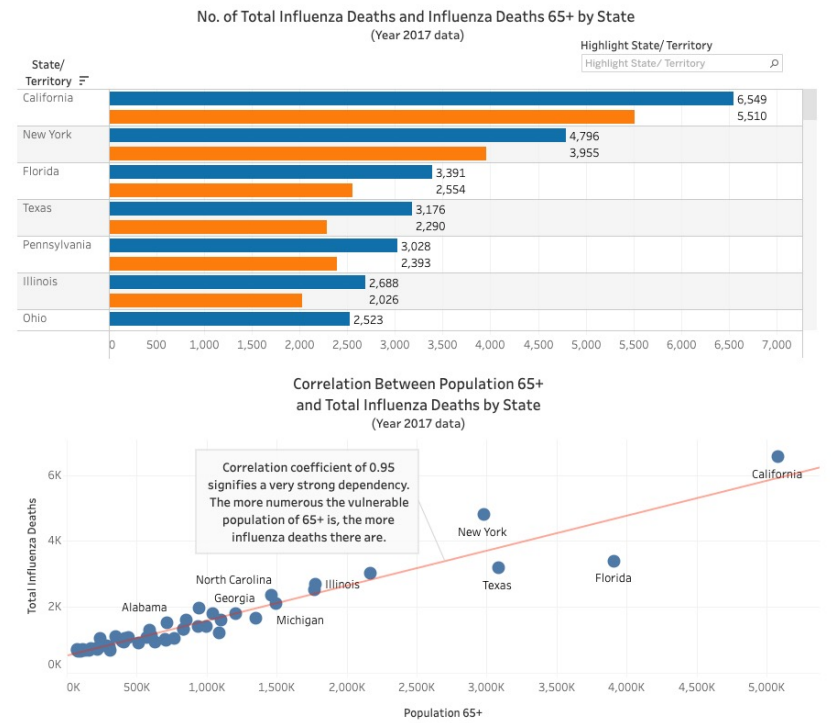 No. of Total Influenza Deaths and Influenza Deaths 65+ by State
(Year 2017 data)
Highlight State/ Territory
Highlight State/ Territory
State/
Territory
California
6,549
5,510
New York
4,796
3,955
Florida
3,391
2,554
Texas
3,176
2,290
Pennsylvania
3,028
2,393
Illinois
2,688
2,026
Ohio
2,523
0 500 1,000 1,500 2,000 2,500 3,000 3,500 4,000 4,500 5,000 5,500 6,000 6,500 7,000
Correlation Between Population 65+
and Total Influenza Deaths by State
(Year 2017 data)
Correlation coefficient of 0.95
signifies a very strong dependency.
The more numerous the vulnerable
population of 65+ is, the more
influenza deaths there are.
Total Influenza Deaths
6K
4K
2K
0K
California
New York
Texas
Florida
North Carolina
Illinois
Georgia
Alabama
Michigan
0K 500K 1,000K 1,500K 2,000K 2,500K 3,000K 3,500K 4,000K 4,500K 5,000K
Population 65+